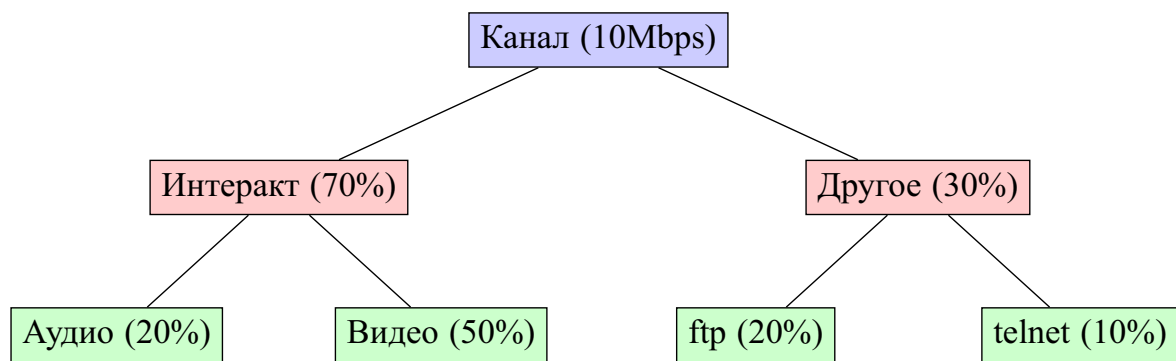 Канал (10Mbps)
Интеракт (70%)
Другое (30%)
Аудио (20%)
Видео (50%)
ftp (20%)
telnet (10%)